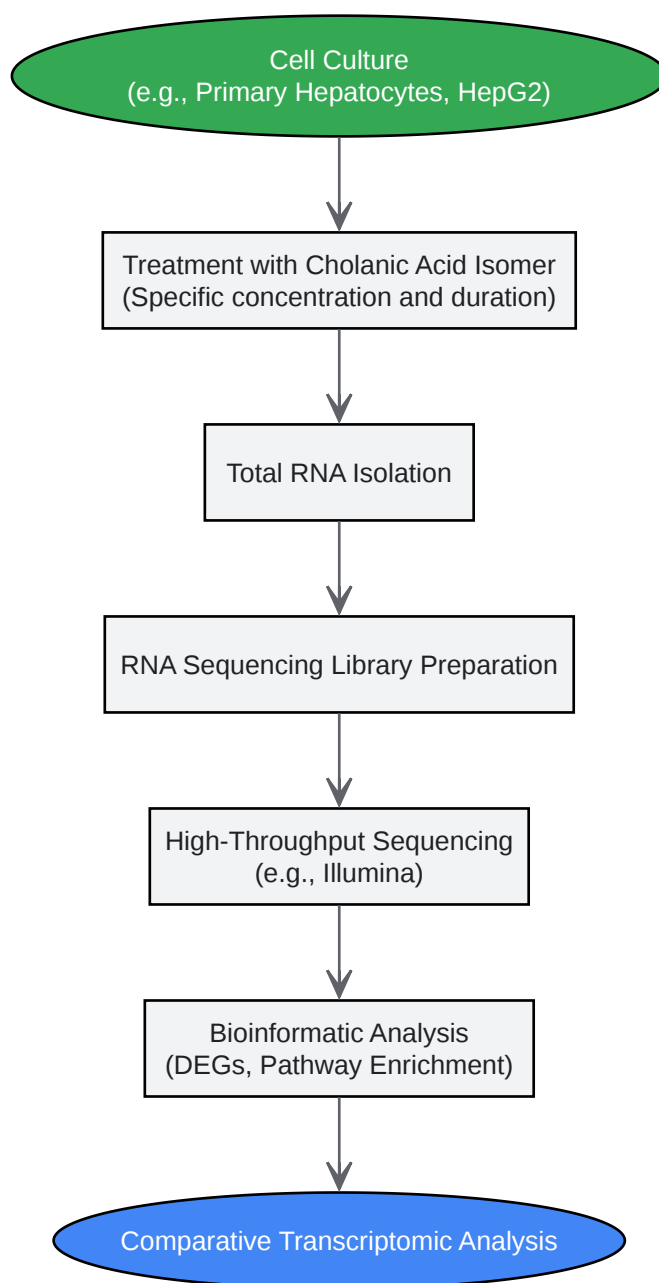 Cell Culture
(e.g., Primary Hepatocytes, HepG2)
Treatment with Cholanic Acid Isomer
(Specific concentration and duration)
Total RNA Isolation
RNA Sequencing Library Preparation
High-Throughput Sequencing
(e.g., Illumina)
Bioinformatic Analysis
(DEGs, Pathway Enrichment)
Comparative Transcriptomic Analysis